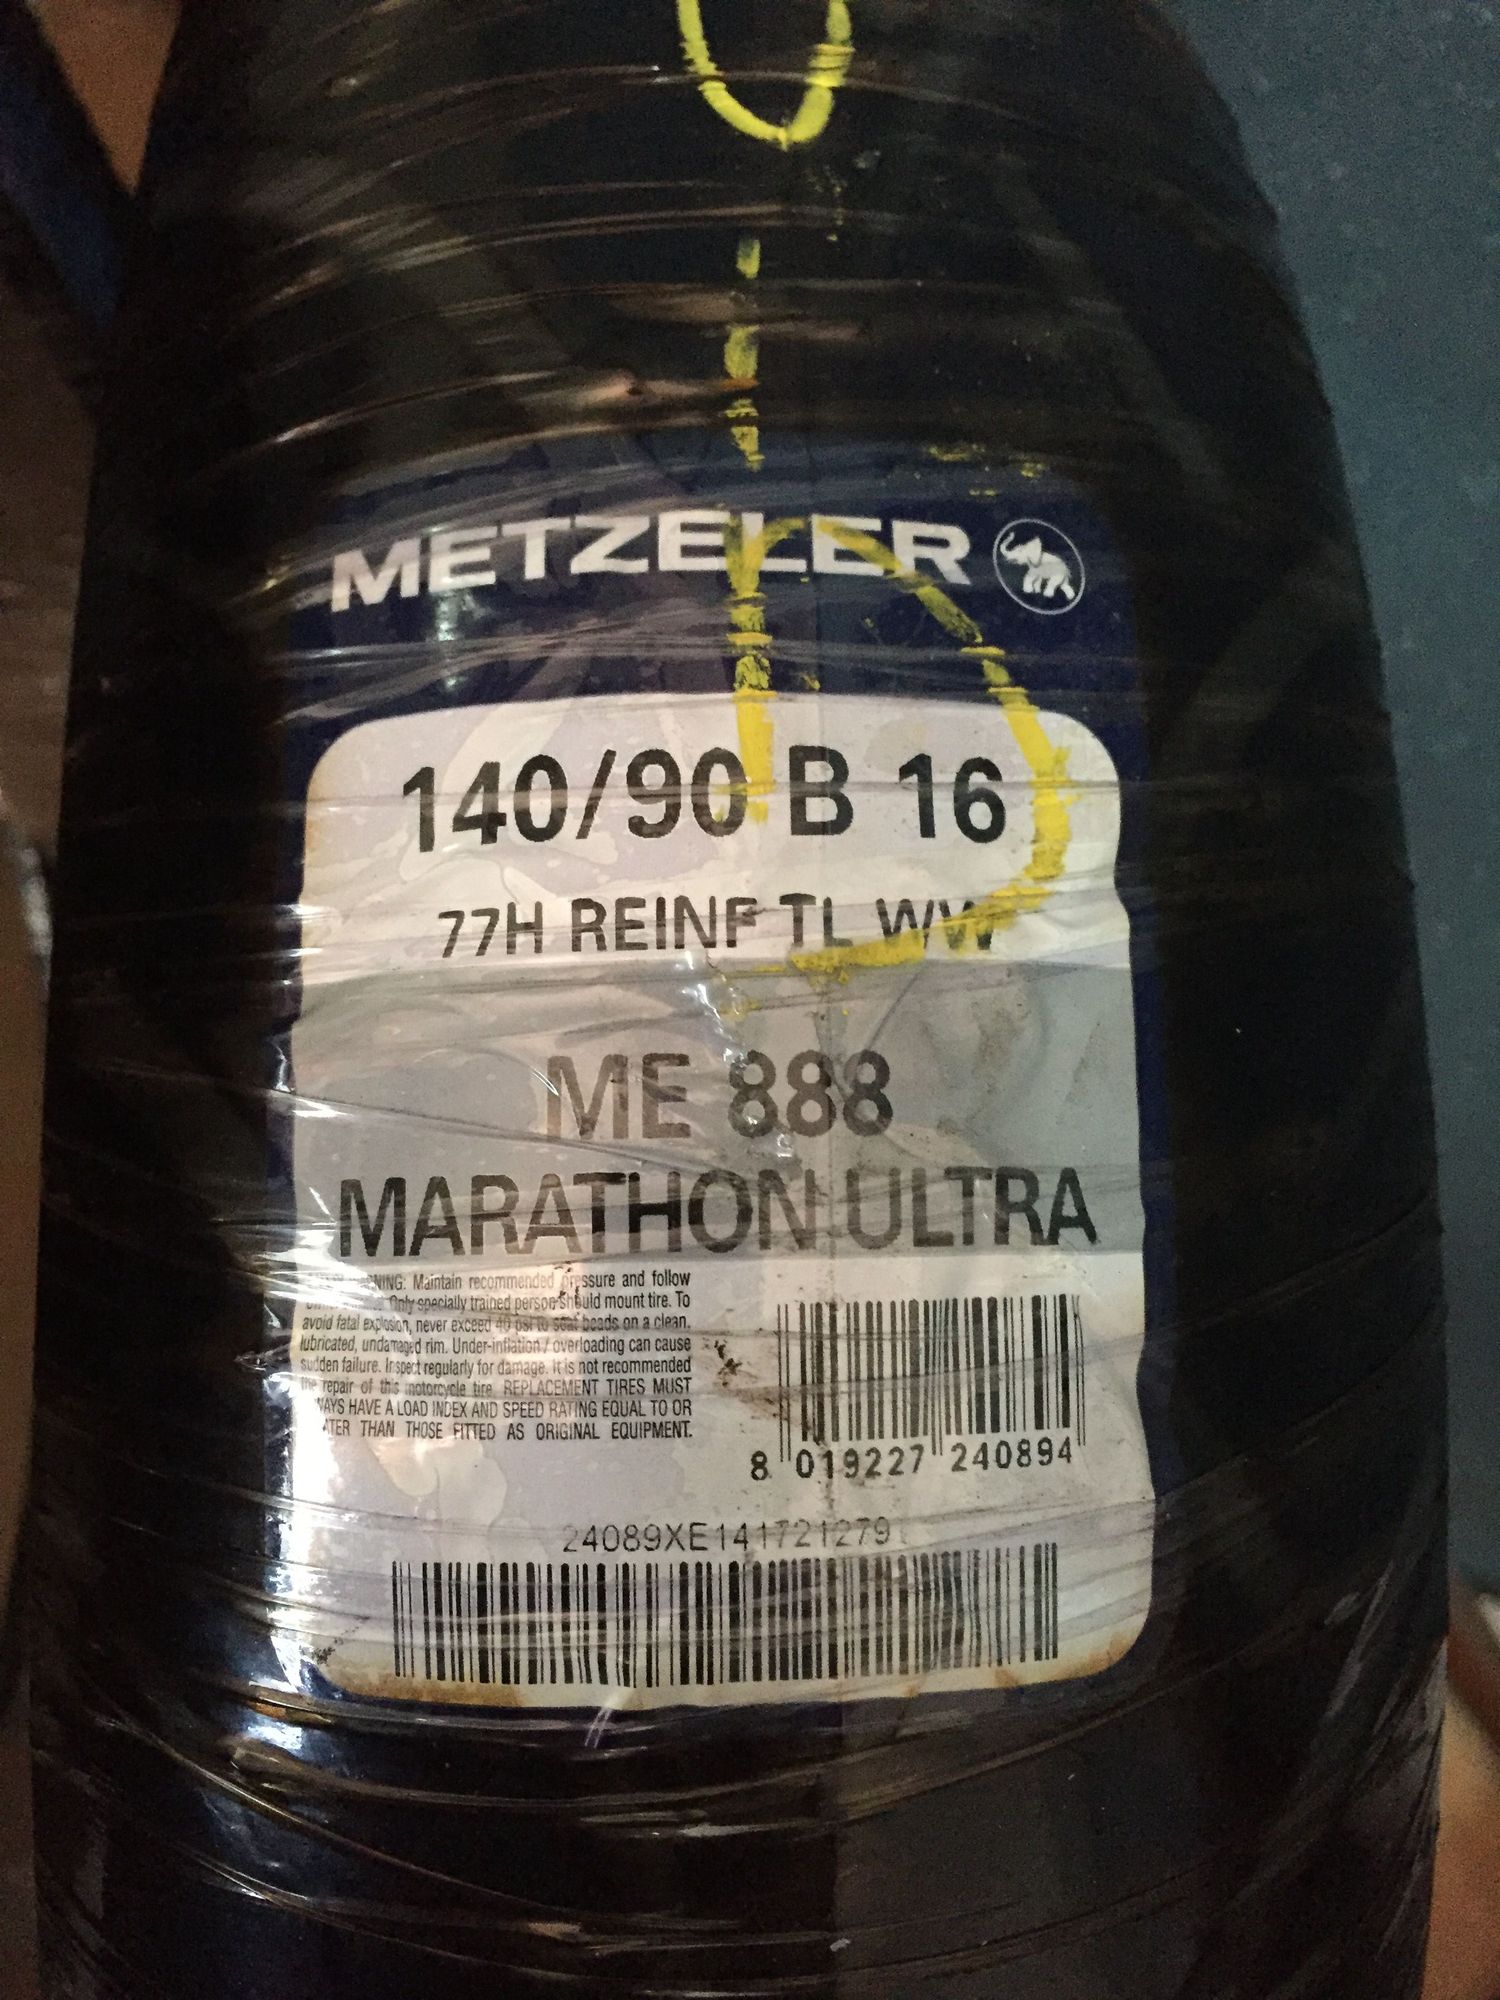 METZELER
140/90 B 16
77H REINF TL WW
ME 888
MARATHON ULTRA
Maintain recommended pressure and follow
Only specially trained person should mount tire. To
avoid fatal explosion, never exceed 40 psi to seat beads on a clean,
lubricated, undamaged rim. Under-inflation / overloading can cause
sudden failure. Inspect regularly for damage. It is not recommended
the repair of this motorcycle tire. REPLACEMENT TIRES MUST
HAVE A LOAD INDEX AND SPEED RATING EQUAL TO OR
THAN THOSE FITTED AS ORIGINAL EQUIPMENT.
8 019227 240894
24089XE141721279